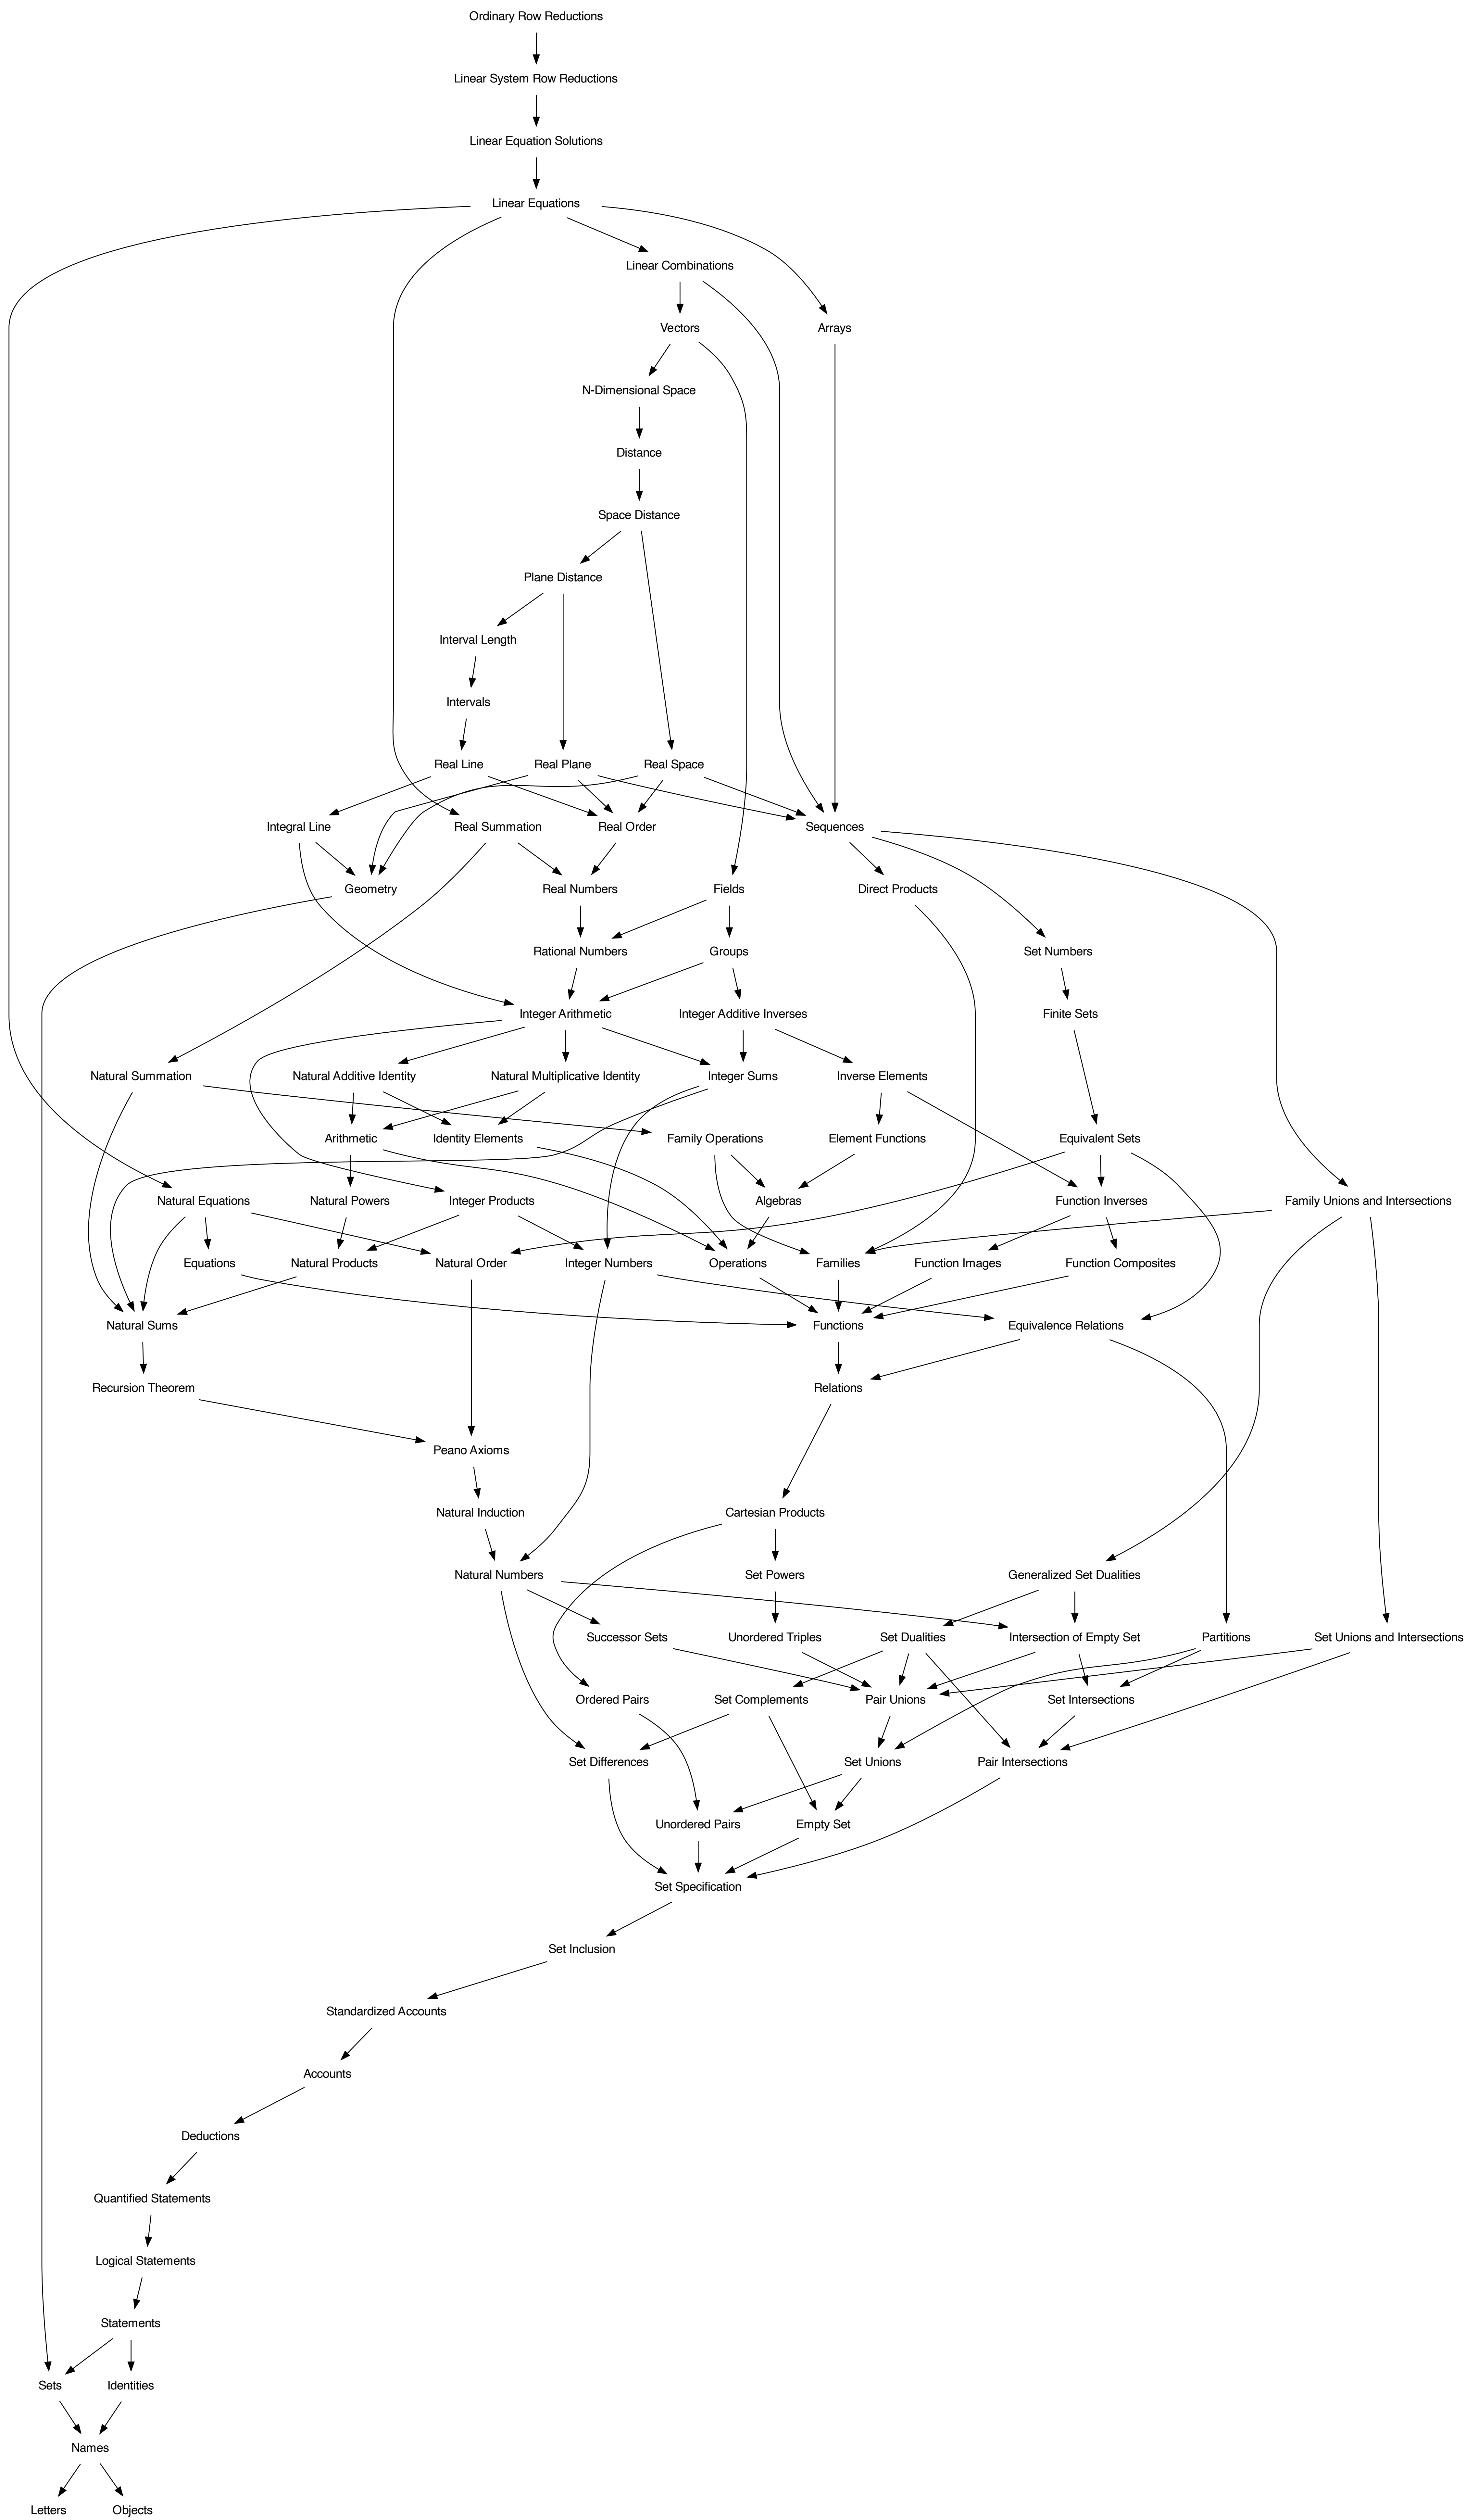 Ordinary Row Reductions
Linear System Row Reductions
Linear Equation Solutions
Linear Equations
Linear Combinations
Vectors
Arrays
N-Dimensional Space
Distance
Space Distance
Plane Distance
Interval Length
Intervals
Real Line
Real Plane
Real Space
Integral Line
Real Summation
Real Order
Sequences
Geometry
Real Numbers
Fields
Direct Products
Rational Numbers
Groups
Set Numbers
Integer Arithmetic
Integer Additive Inverses
Finite Sets
Natural Summation
Natural Additive Identity
Natural Multiplicative Identity
Integer Sums
Inverse Elements
Arithmetic
Identity Elements
Family Operations
Element Functions
Equivalent Sets
Natural Equations
Natural Powers
Integer Products
Algebras
Function Inverses
Family Unions and Intersections
Equations
Natural Products
Natural Order
Integer Numbers
Operations
Families
Function Images
Function Composites
Natural Sums
Functions
Equivalence Relations
Recursion Theorem
Relations
Peano Axioms
Natural Induction
Cartesian Products
Natural Numbers
Set Powers
Generalized Set Dualities
Successor Sets
Unordered Triples
Set Dualities
Intersection of Empty Set
Partitions
Set Unions and Intersections
Ordered Pairs
Set Complements
Pair Unions
Set Intersections
Set Differences
Set Unions
Pair Intersections
Unordered Pairs
Empty Set
Set Specification
Set Inclusion
Standardized Accounts
Accounts
Deductions
Quantified Statements
Logical Statements
Statements
Sets
Identities
Names
Letters
Objects